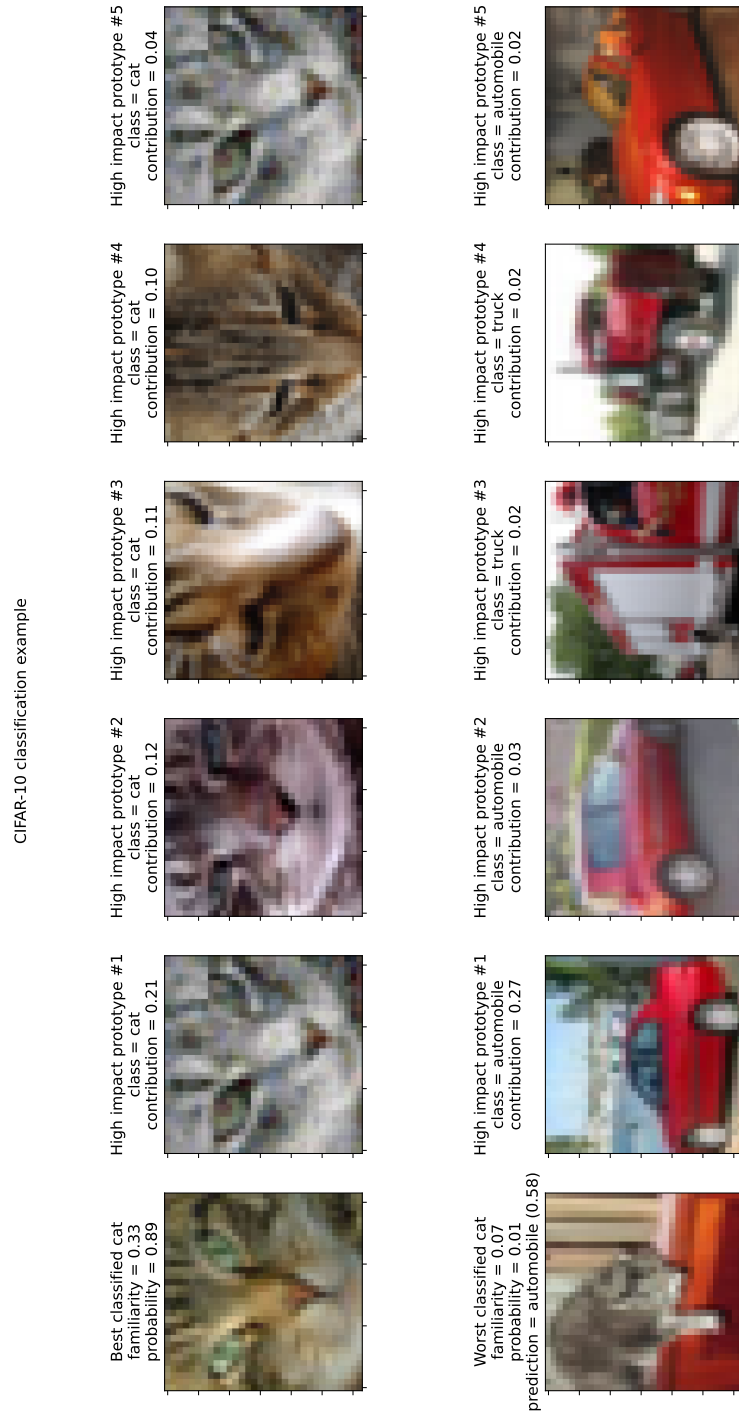 CIFAR-10 classification example
Best classified cat
familiarity = 0.33
probability = 0.89
High impact prototype #1
class = cat
contribution = 0.21
High impact prototype #2
class = cat
contribution = 0.12
High impact prototype #3
class = cat
contribution = 0.11
High impact prototype #4
class = cat
contribution = 0.10
High impact prototype #5
class = cat
contribution = 0.04
Worst classified cat
familiarity = 0.07
probability = 0.01
prediction = automobile (0.58)
High impact prototype #1
class = automobile
contribution = 0.27
High impact prototype #2
class = automobile
contribution = 0.03
High impact prototype #3
class = truck
contribution = 0.02
High impact prototype #4
class = truck
contribution = 0.02
High impact prototype #5
class = automobile
contribution = 0.02